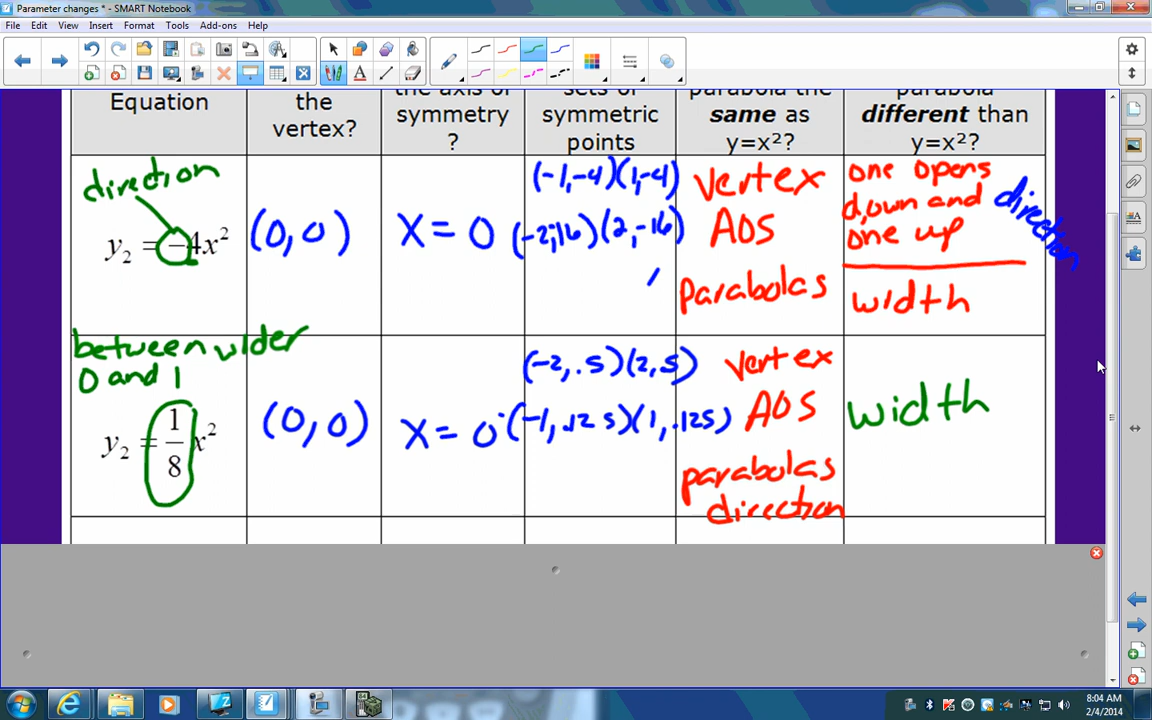 Parameter changes * - SMART Notebook
File Edit View Insert Format Tools Add-ons Help
Equation
the
vertex?
the axis of
symmetry
?
sets of
symmetric
points
parabola the
same as
y=x²?
parabola
different than
y=x²?
direction
y₂ = -4x²
(0,0)
X = 0
(-1,-4)(1,-4)
(-2,-16)(2,-16)
vertex
AOS
parabolas
one opens
down and
one up
direction
width
between wider
0 and 1
y₂ = 1/8 x²
(0,0)
X = 0
(-2, .5)(2,.5)
(-1, .125)(1, .125)
vertex
AOS
parabolas
direction
width
8:04 AM
2/4/2014